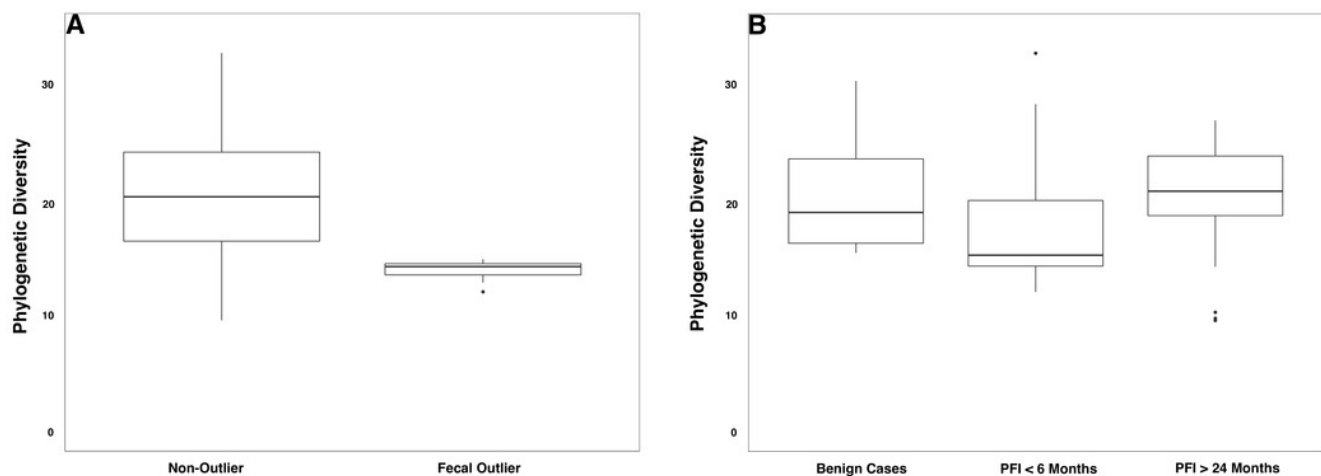 A
Phylogenetic Diversity
30
20
10
0
Non-Outlier Fecal Outlier
B
Phylogenetic Diversity
30
20
10
0
Benign Cases PFI < 6 Months PFI > 24 Months